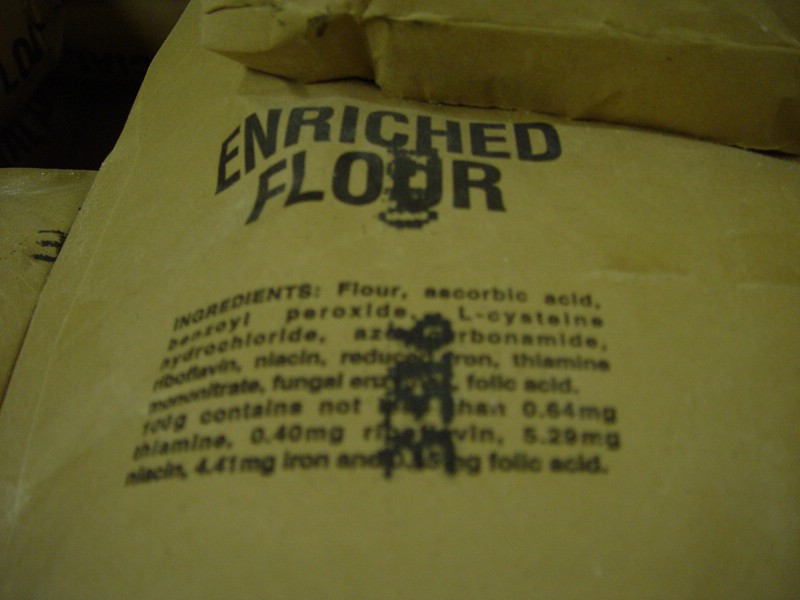 ENRICHED
FLOUR
INGREDIENTS: Flour, ascorbic acid,
benzoyl peroxide, L-cysteine
hydrochloride, azodicarbonamide,
riboflavin, niacin, reduced iron, thiamine
mononitrate, fungal enzymes, folic acid.
100g contains not less than 0.64mg
thiamine, 0.40mg riboflavin, 5.29mg
niacin, 4.41mg iron and folic acid.